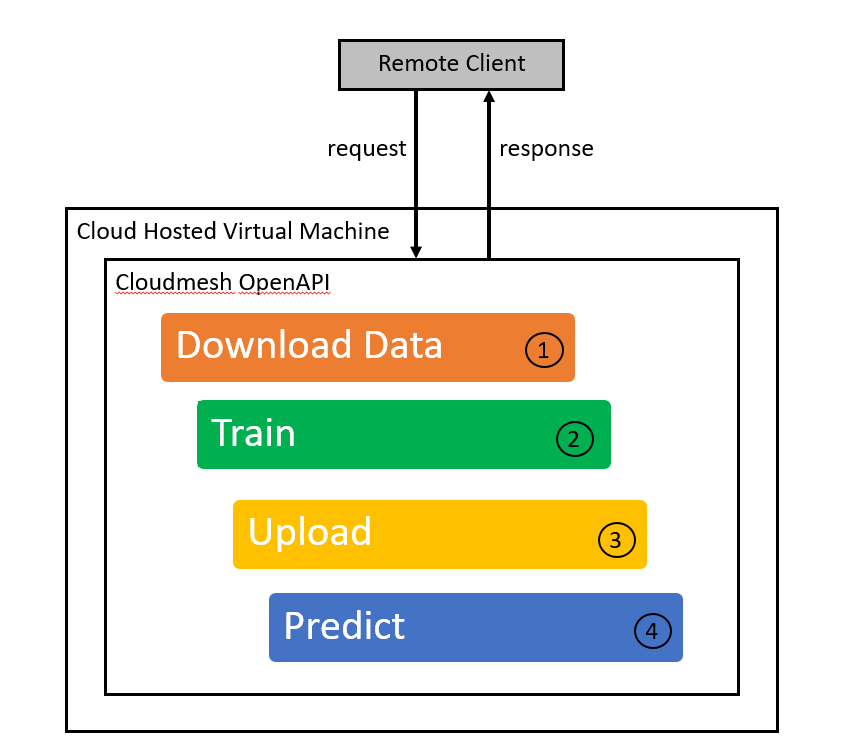 Remote Client
request
response
Cloud Hosted Virtual Machine
Cloudmesh OpenAPI
Download Data 1
Train 2
Upload 3
Predict 4